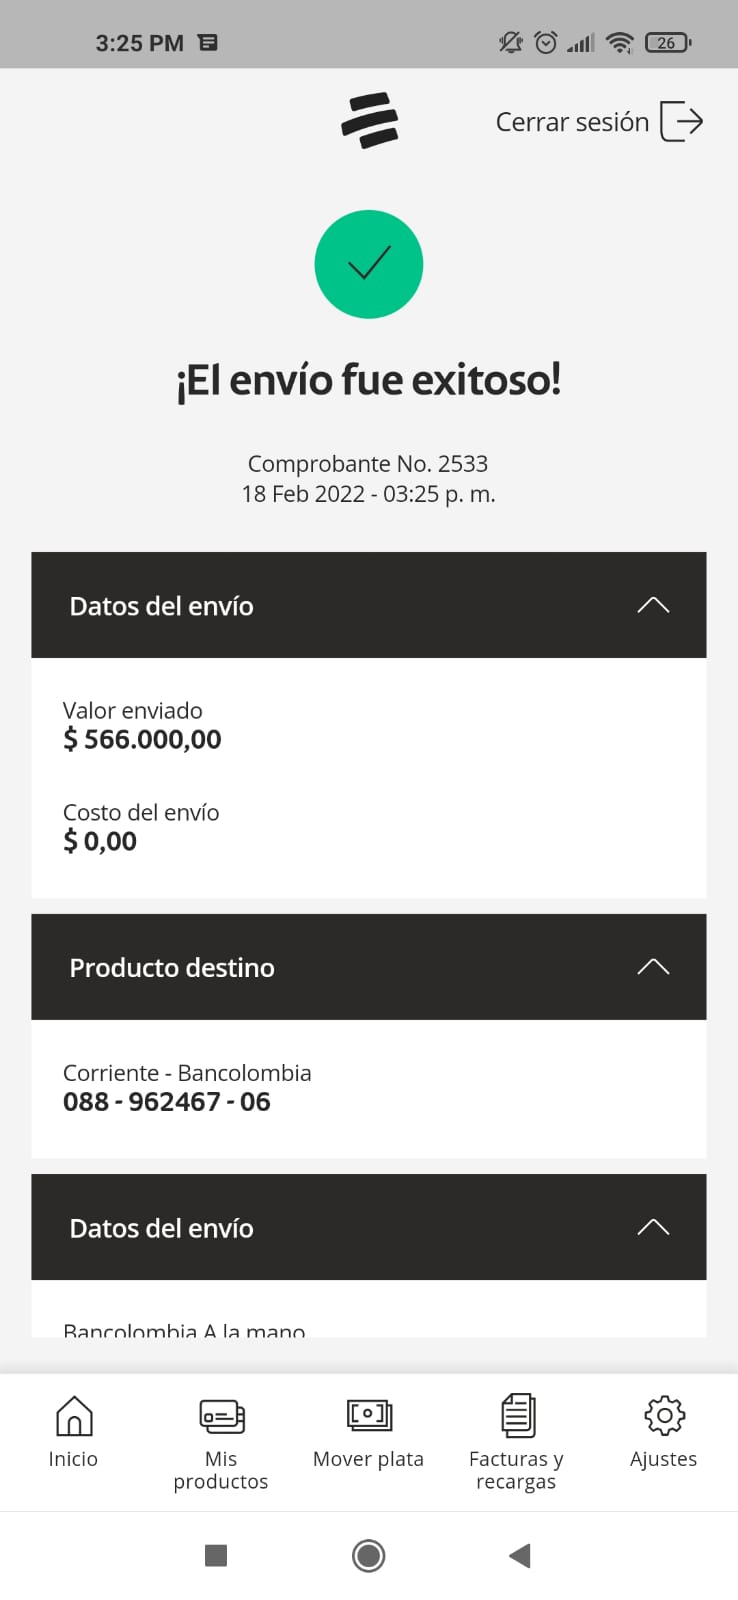 3:25 PM
26
Cerrar sesión
¡El envío fue exitoso!
Comprobante No. 2533
18 Feb 2022 - 03:25 p. m.
Datos del envío
Valor enviado
$ 566.000,00
Costo del envío
$ 0,00
Producto destino
Corriente - Bancolombia
088 - 962467 - 06
Datos del envío
Bancolombia A la mano
Inicio
Mis
productos
Mover plata
Facturas y
recargas
Ajustes